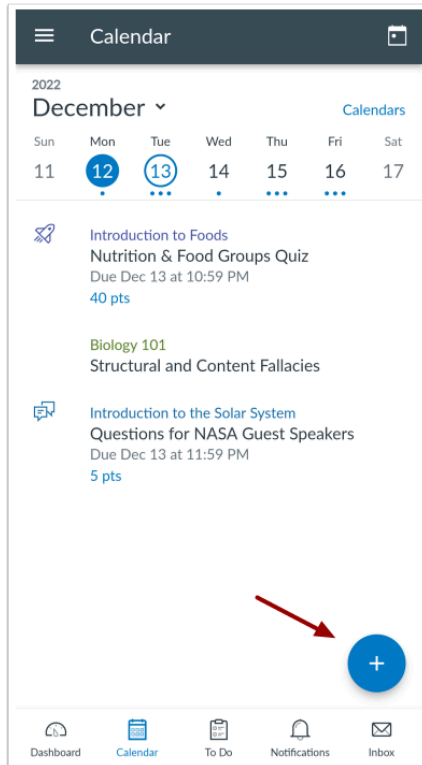 Calendar
2022
December
Calendars
Sun Mon Tue Wed Thu Fri Sat
11 12 13 14 15 16 17
Introduction to Foods
Nutrition & Food Groups Quiz
Due Dec 13 at 10:59 PM
40 pts
Biology 101
Structural and Content Fallacies
Introduction to the Solar System
Questions for NASA Guest Speakers
Due Dec 13 at 11:59 PM
5 pts
+
Dashboard Calendar To Do Notifications Inbox